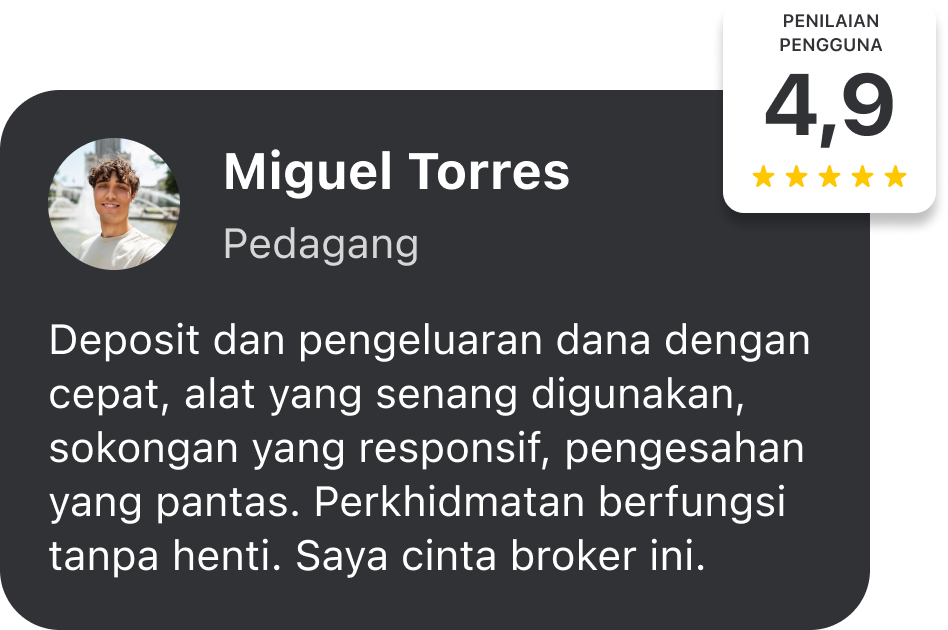 PENILAIAN
PENGGUNA
4,9
Miguel Torres
Pedagang
Deposit dan pengeluaran dana dengan
cepat, alat yang senang digunakan,
sokongan yang responsif, pengesahan
yang pantas. Perkhidmatan berfungsi
tanpa henti. Saya cinta broker ini.